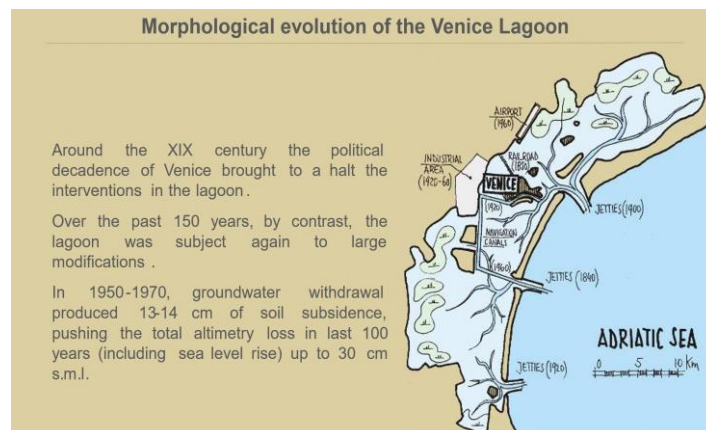 Morphological evolution of the Venice Lagoon
Around the XIX century the political
decadence of Venice brought to a halt the
interventions in the lagoon.
Over the past 150 years, by contrast, the
lagoon was subject again to large
modifications .
In 1950-1970, groundwater withdrawal
produced 13-14 cm of soil subsidence,
pushing the total altimetry loss in last 100
years (including sea level rise) up to 30 cm
s.m.l.
AIRPORT
(1960)
INDUSTRIAL
AREA
(1925-60)
RAILROAD
(1850)
VENICE
(1920)
NAVIGATION
CANALS
(1960)
JETTIES (1900)
JETTIES (1840)
ADRIATIC SEA
0 5 10 Km
JETTIES (1920)